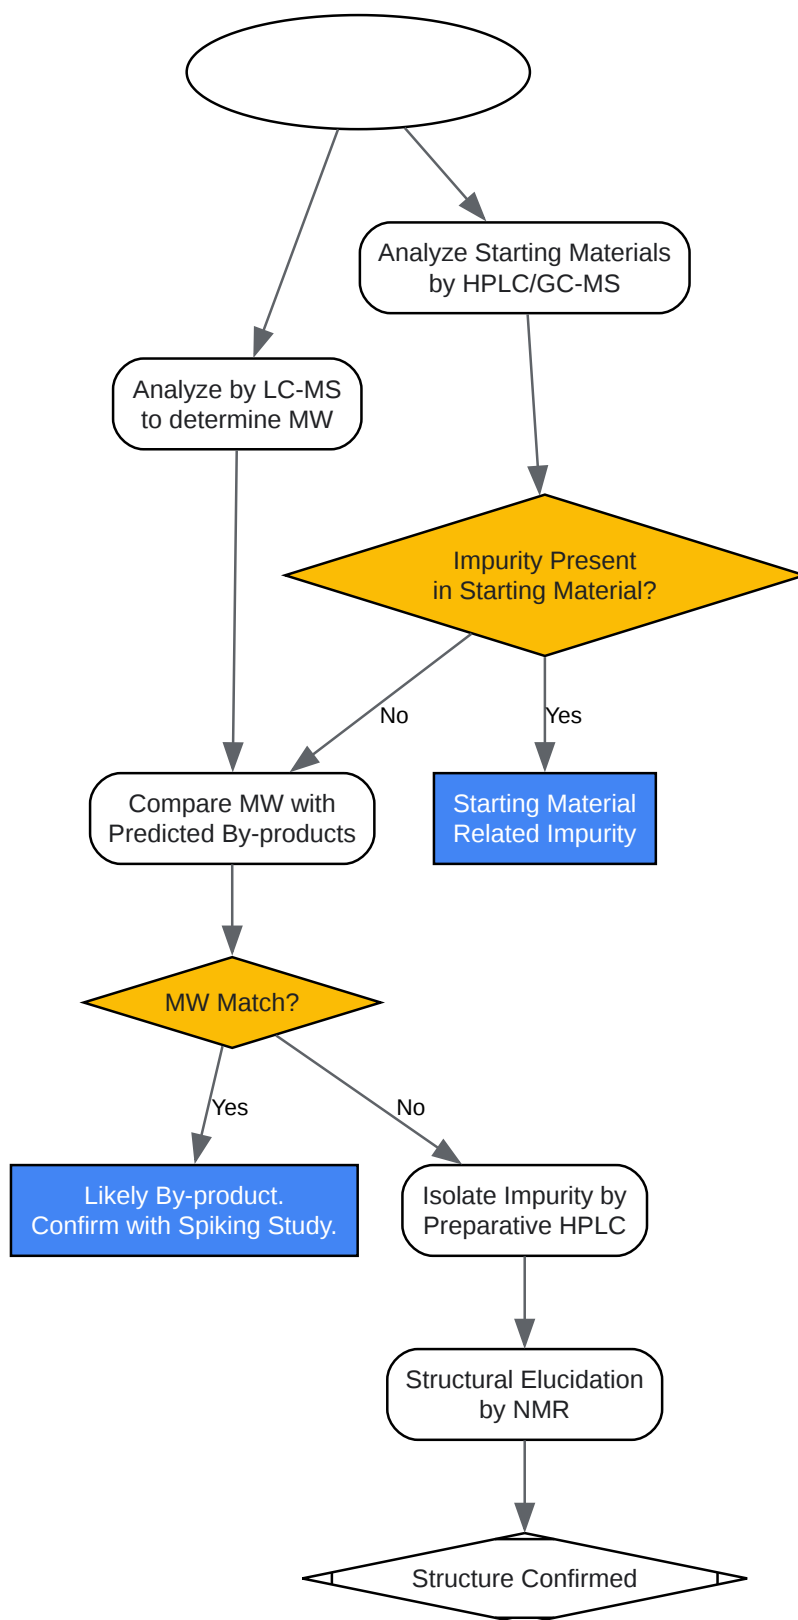 Analyze Starting Materials
by HPLC/GC-MS
Analyze by LC-MS
to determine MW
Impurity Present
in Starting Material?
No
Yes
Compare MW with
Predicted By-products
Starting Material
Related Impurity
MW Match?
Yes
No
Likely By-product.
Confirm with Spiking Study.
Isolate Impurity by
Preparative HPLC
Structural Elucidation
by NMR
Structure Confirmed